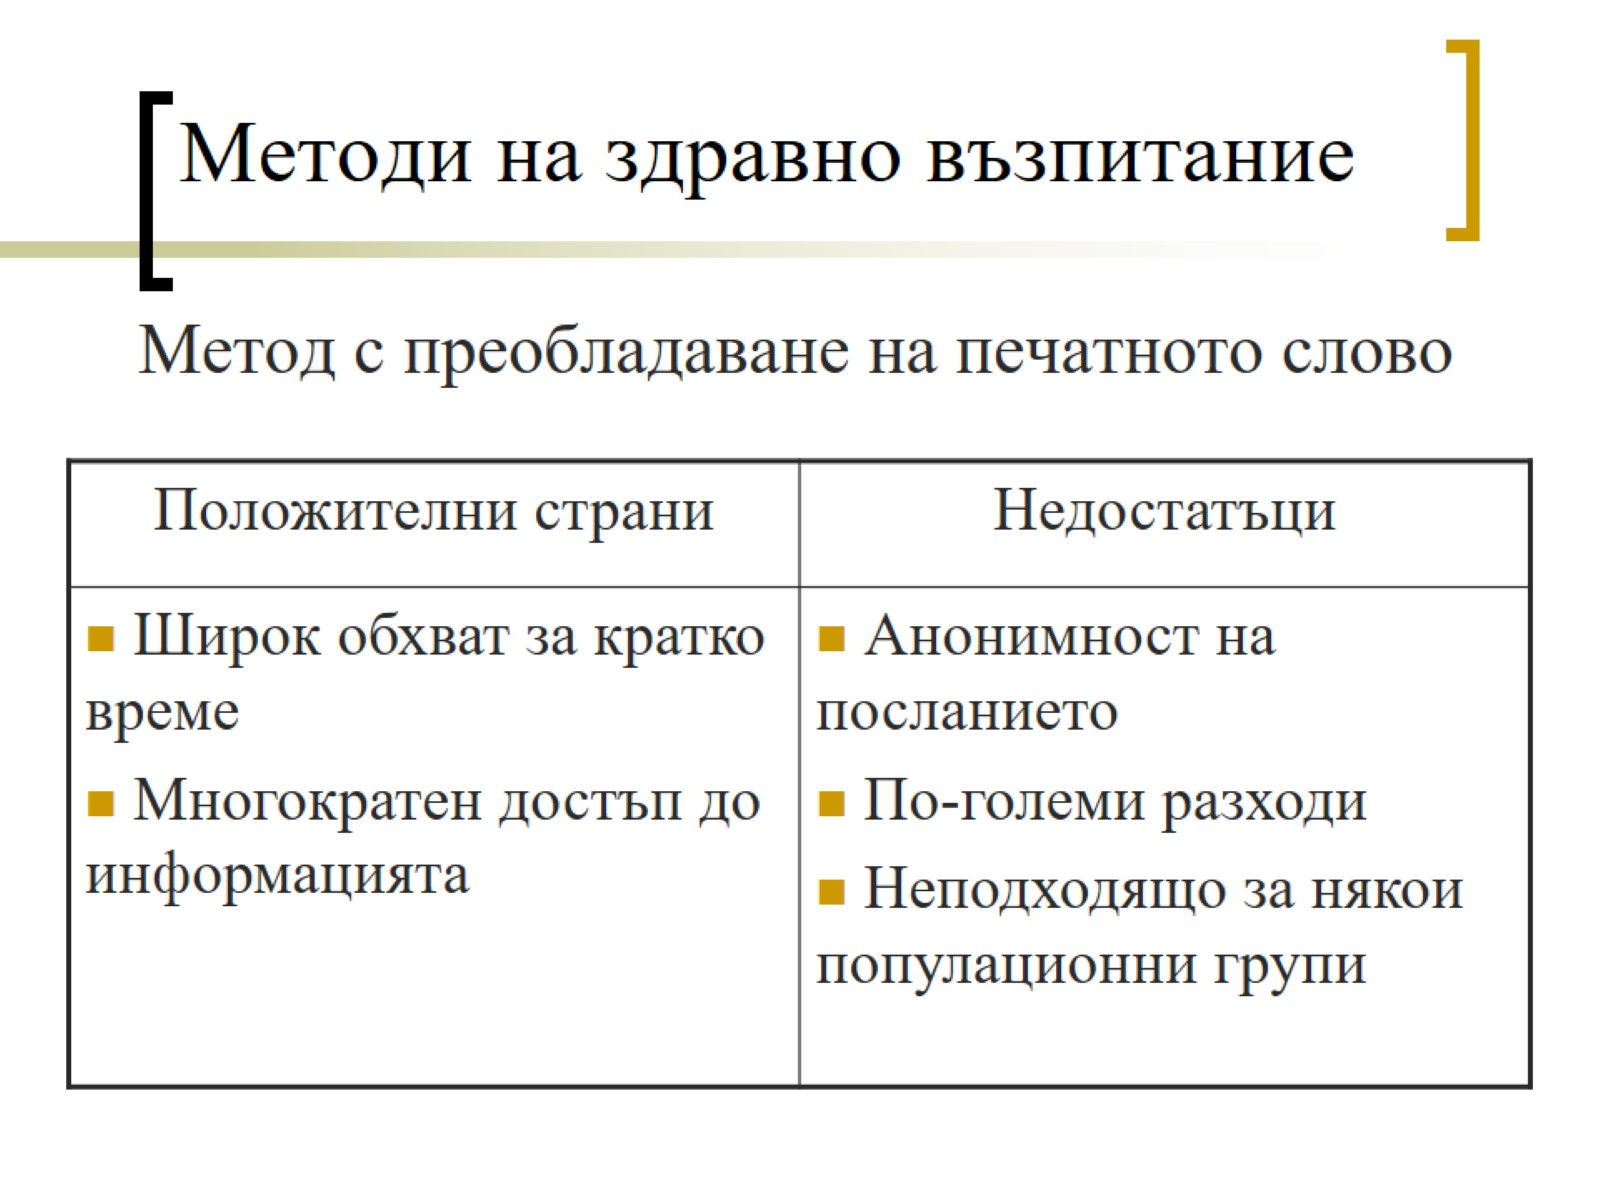 Методи на здравно възпитание
Метод с преобладаване на печатното слово
Положителни страни
Недостатъци
Широк обхват за кратко
време
Многократен достъп до
информацията
Анонимност на
посланието
По-големи разходи
Неподходящо за някои
популационни групи